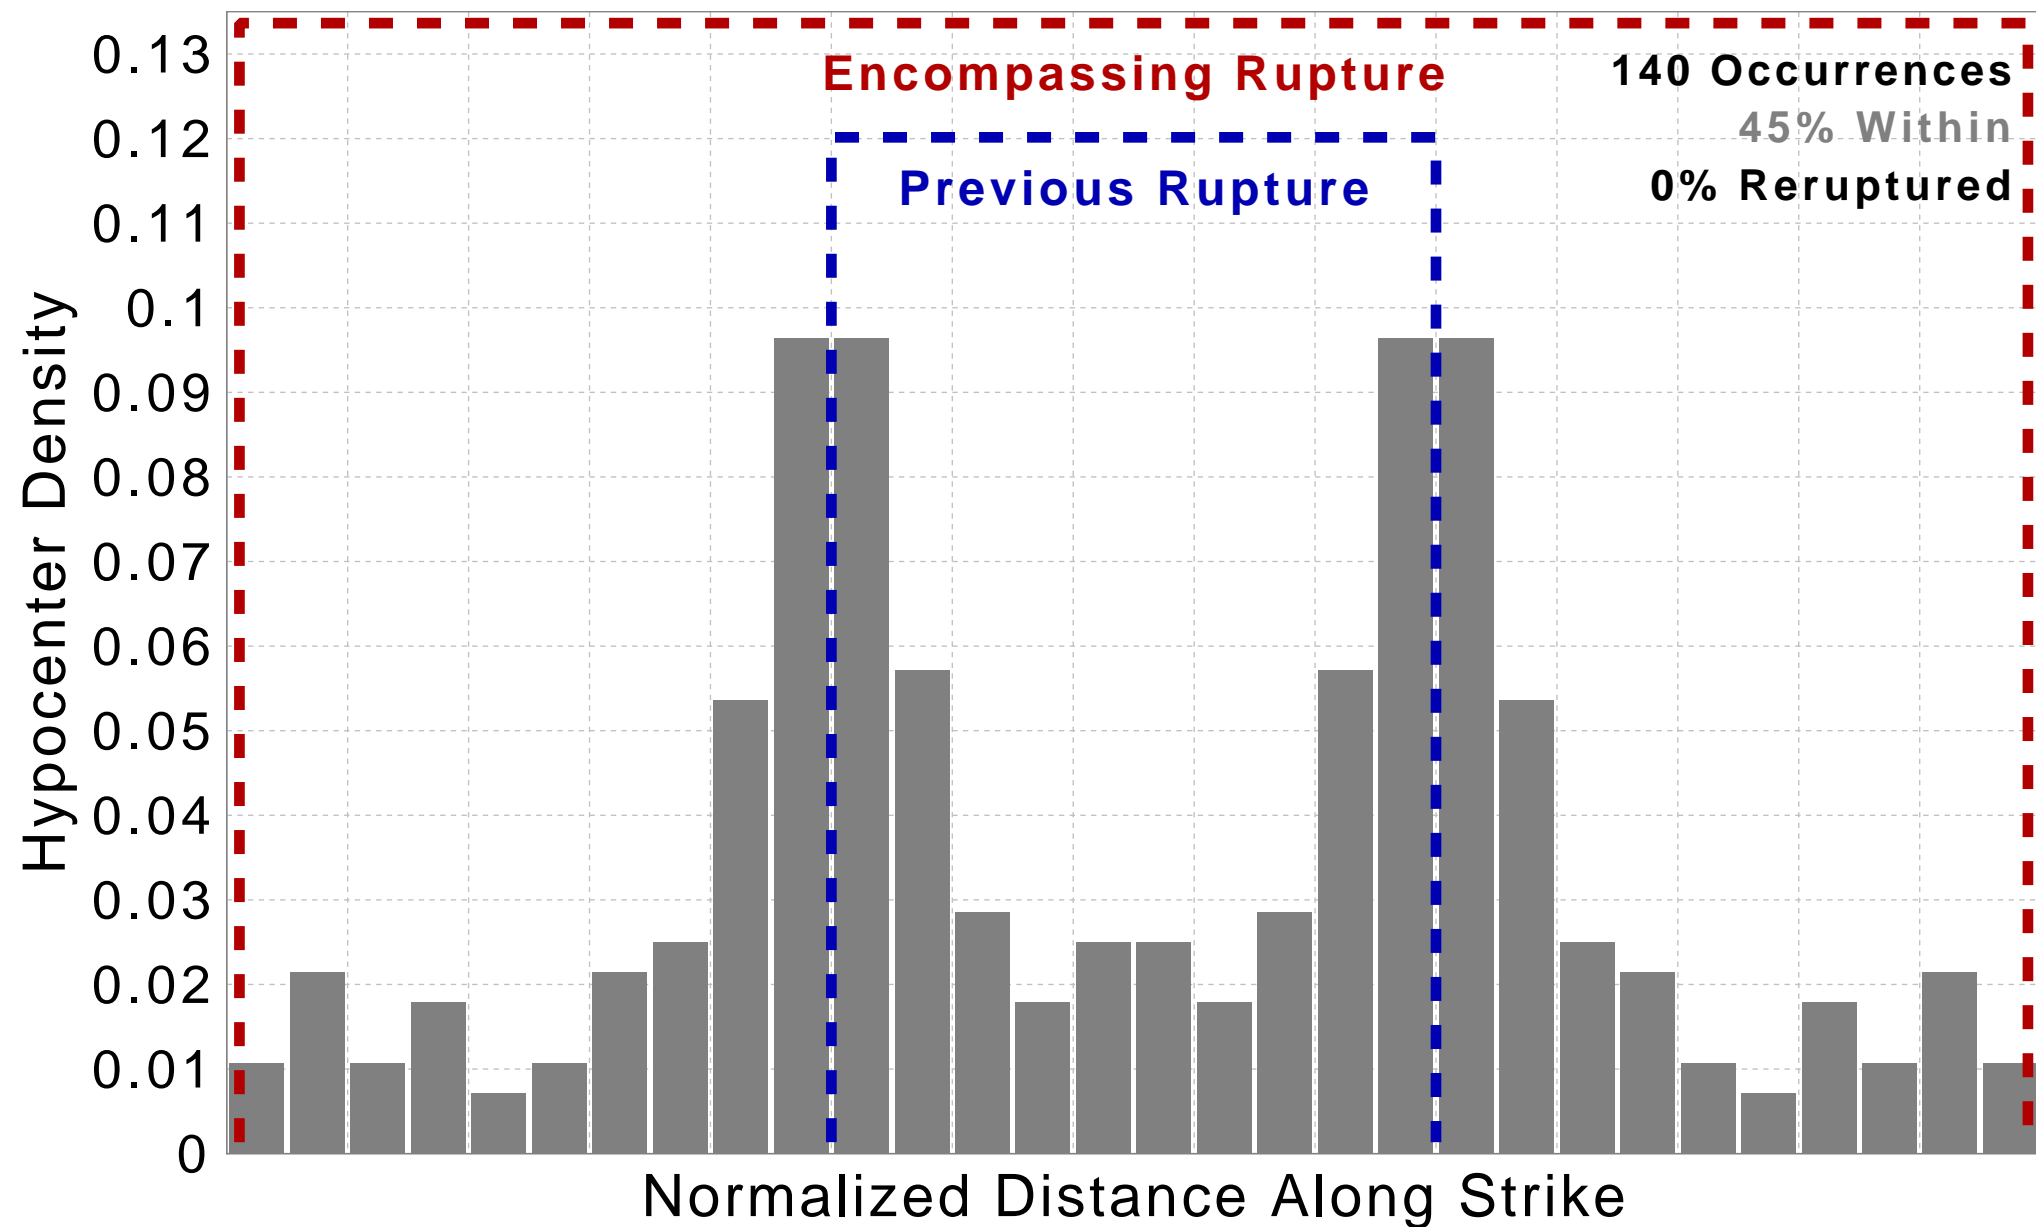 Encompassing Rupture
140 Occurrences
45% Within
Previous Rupture
0% Reruptured
Hypocenter Density
0.13
0.12
0.11
0.1
0.09
0.08
0.07
0.06
0.05
0.04
0.03
0.02
0.01
0
Normalized Distance Along Strike